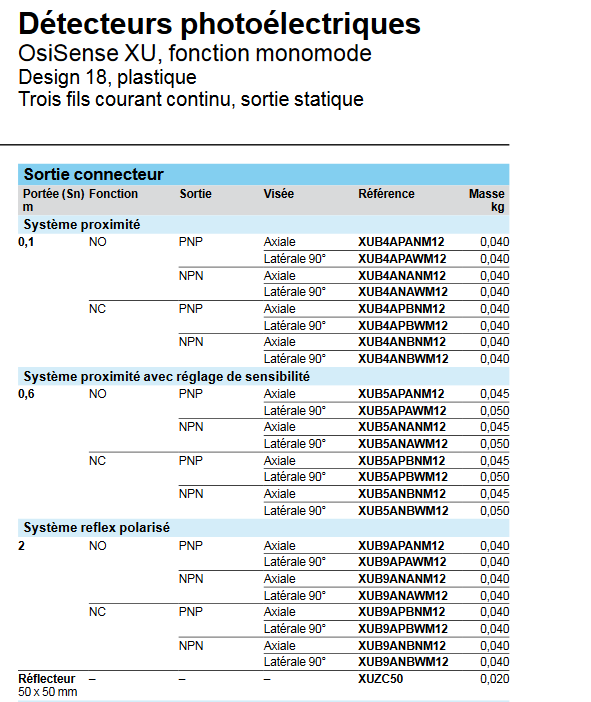 Détecteurs photoélectriques
OsiSense XU, fonction monomode
Design 18, plastique
Trois fils courant continu, sortie statique
Sortie connecteur
Portée (Sn) Fonction Sortie Visée Référence Masse
m kg
Système proximité
0,1 NO PNP Axiale XUB4APANM12 0,040
Latérale 90° XUB4APAWM12 0,040
NPN Axiale XUB4ANANM12 0,040
Latérale 90° XUB4ANAWM12 0,040
NC PNP Axiale XUB4APBNM12 0,040
Latérale 90° XUB4APBWM12 0,040
NPN Axiale XUB4ANBNM12 0,040
Latérale 90° XUB4ANBWM12 0,040
Système proximité avec réglage de sensibilité
0,6 NO PNP Axiale XUB5APANM12 0,045
Latérale 90° XUB5APAWM12 0,050
NPN Axiale XUB5ANANM12 0,045
Latérale 90° XUB5ANAWM12 0,050
NC PNP Axiale XUB5APBNM12 0,045
Latérale 90° XUB5APBWM12 0,050
NPN Axiale XUB5ANBNM12 0,045
Latérale 90° XUB5ANBWM12 0,050
Système reflex polarisé
2 NO PNP Axiale XUB9APANM12 0,040
Latérale 90° XUB9APAWM12 0,040
NPN Axiale XUB9ANANM12 0,040
Latérale 90° XUB9ANAWM12 0,040
NC PNP Axiale XUB9APBNM12 0,040
Latérale 90° XUB9APBWM12 0,040
NPN Axiale XUB9ANBNM12 0,040
Latérale 90° XUB9ANBWM12 0,040
Réflecteur – – – XUZC50 0,020
50 x 50 mm